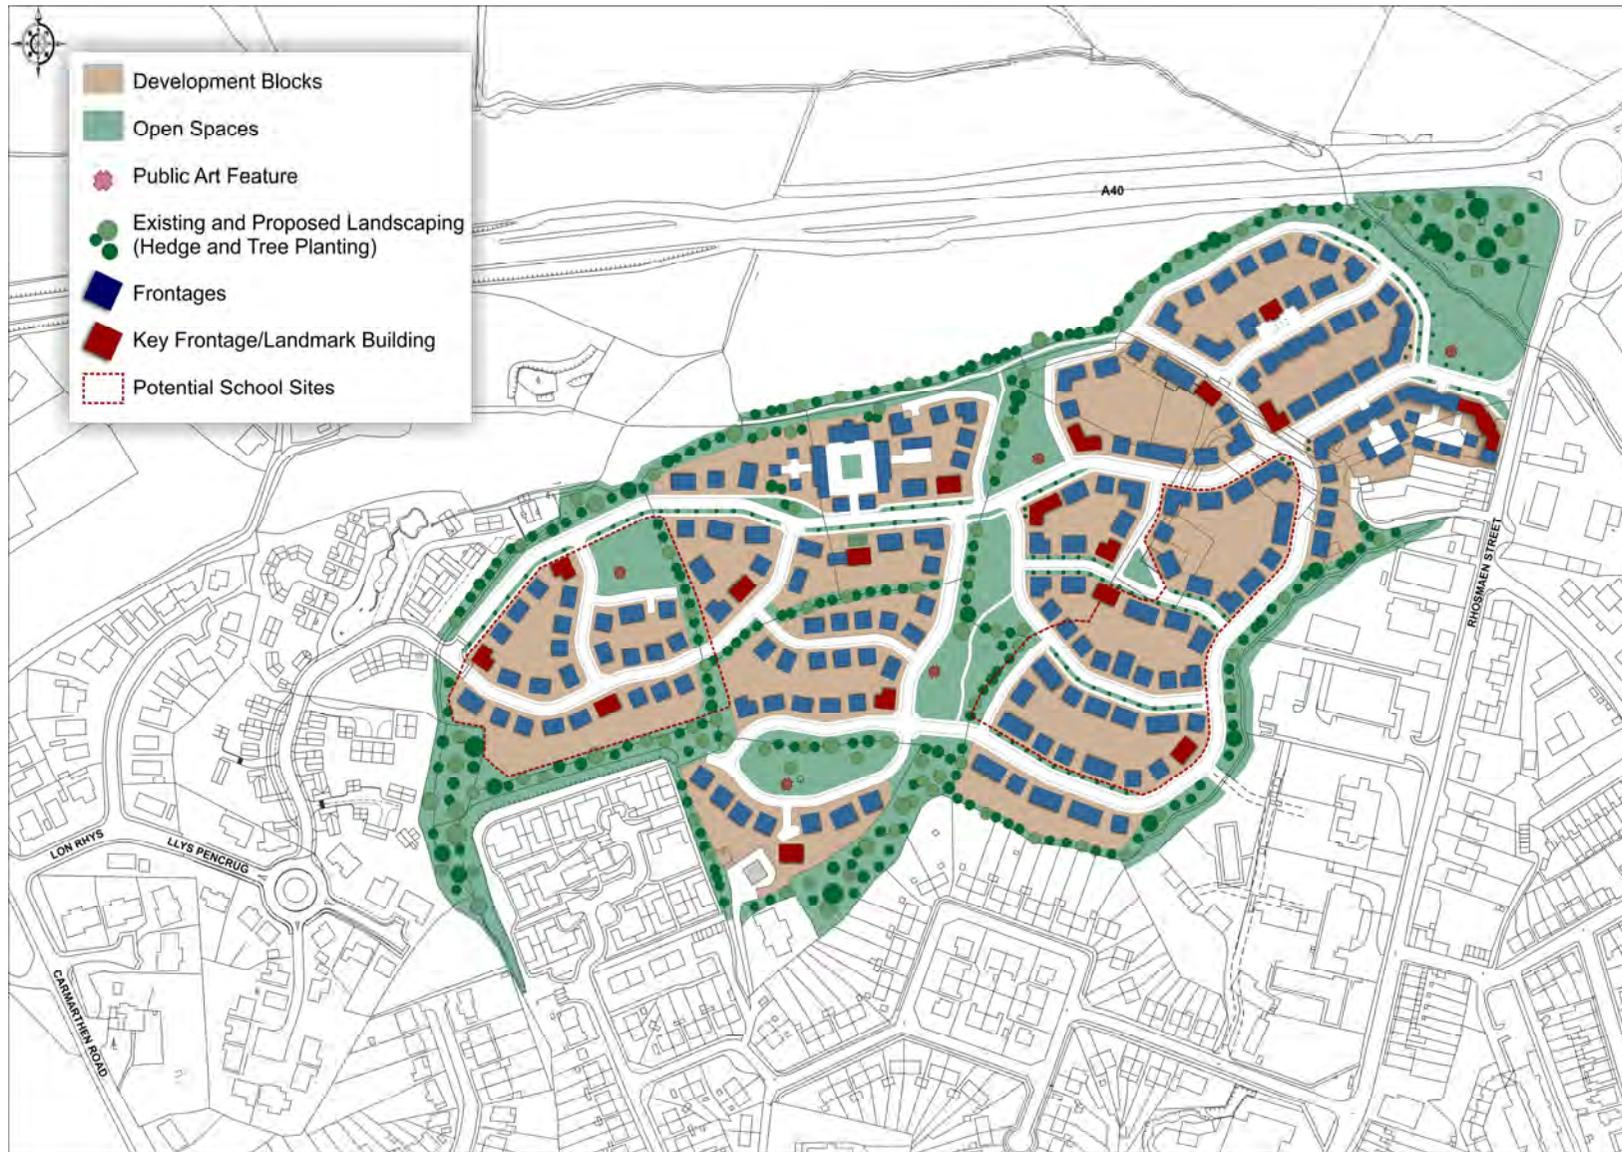 Development Blocks
Open Spaces
Public Art Feature
Existing and Proposed Landscaping
(Hedge and Tree Planting)
Frontages
Key Frontage/Landmark Building
Potential School Sites
A40
RHOSMAEN STREET
LON RHYS
LLYS PENCRUG
CARMARTHEN ROAD